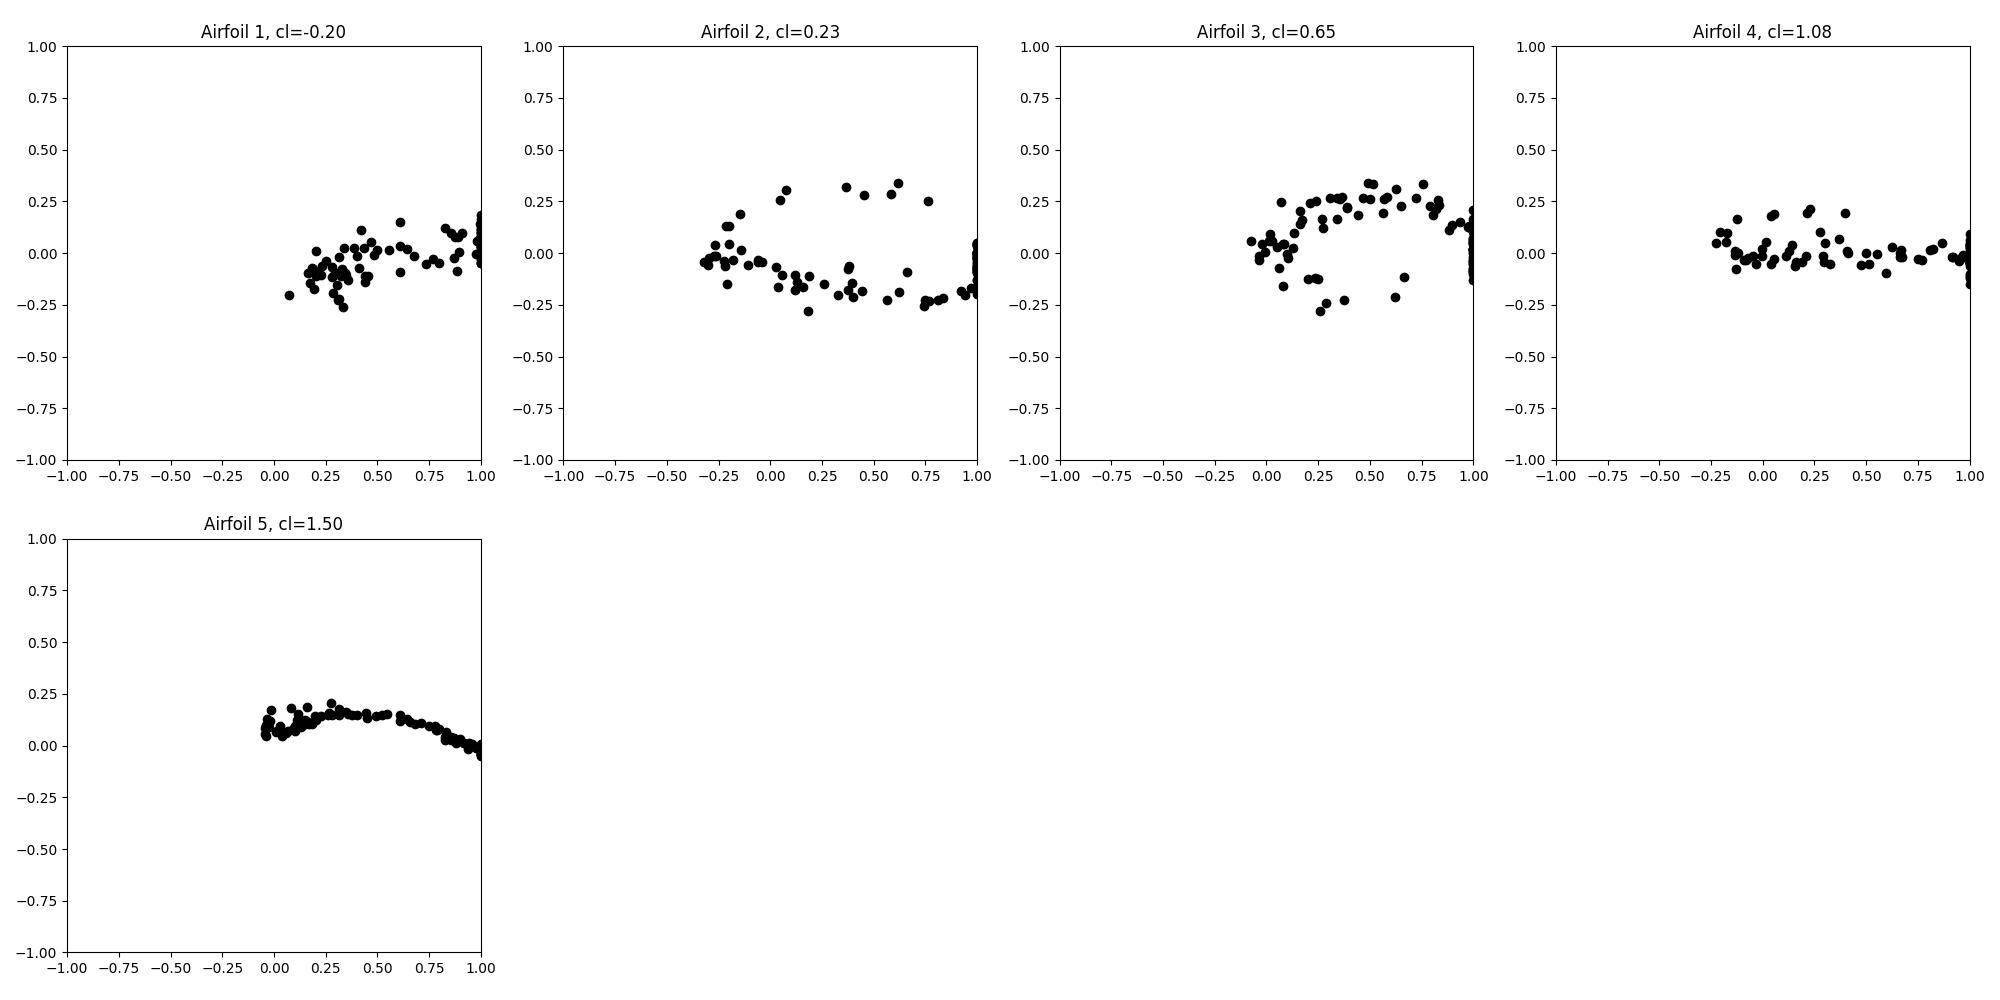 Airfoil 1, cl=-0.20
Airfoil 2, cl=0.23
Airfoil 3, cl=0.65
Airfoil 4, cl=1.08
1.00 1.00 1.00 1.00
0.75 0.75 0.75 0.75
0.50 0.50 0.50 0.50
0.25 0.25 0.25 0.25
0.00 0.00 0.00 0.00
−0.25 −0.25 −0.25 −0.25
−0.50 −0.50 −0.50 −0.50
−0.75 −0.75 −0.75 −0.75
−1.00 −1.00 −1.00 −1.00
−1.00 −0.75 −0.50 −0.25 0.00 0.25 0.50 0.75 1.00
−1.00 −0.75 −0.50 −0.25 0.00 0.25 0.50 0.75 1.00
−1.00 −0.75 −0.50 −0.25 0.00 0.25 0.50 0.75 1.00
−1.00 −0.75 −0.50 −0.25 0.00 0.25 0.50 0.75 1.00
Airfoil 5, cl=1.50
1.00
0.75
0.50
0.25
0.00
−0.25
−0.50
−0.75
−1.00
−1.00 −0.75 −0.50 −0.25 0.00 0.25 0.50 0.75 1.00